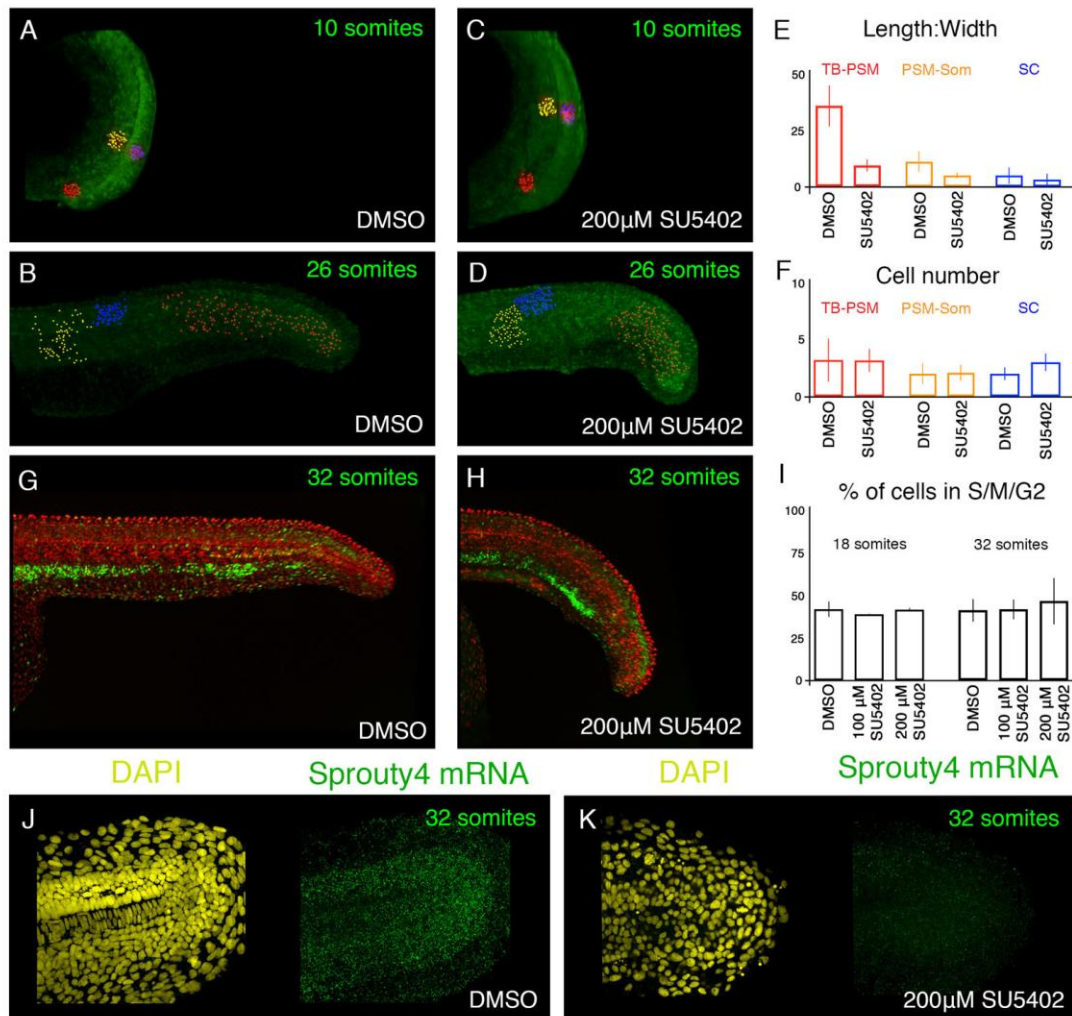 A
10 somites
DMSO
C
10 somites
200µM SU5402
E
Length:Width
TB-PSM PSM-Som SC
50
25
0
DMSO
SU5402
DMSO
SU5402
DMSO
SU5402
B
26 somites
DMSO
D
26 somites
200µM SU5402
F
Cell number
10
TB-PSM PSM-Som SC
5
0
DMSO
SU5402
DMSO
SU5402
DMSO
SU5402
G
32 somites
DMSO
H
32 somites
200µM SU5402
I
% of cells in S/M/G2
100
18 somites 32 somites
75
50
25
0
DMSO
100 µM
SU5402
200 µM
SU5402
DMSO
100 µM
SU5402
200 µM
SU5402
DAPI Sprouty4 mRNA DAPI Sprouty4 mRNA
J
32 somites
DMSO
K
32 somites
200µM SU5402